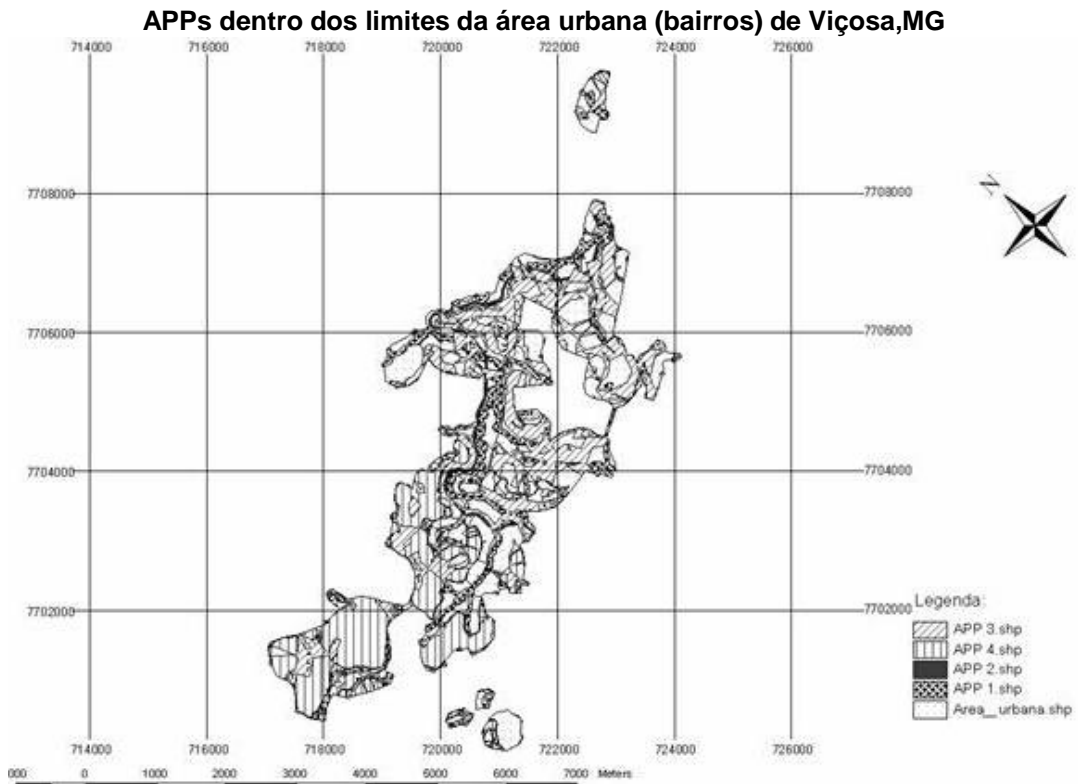 APPs dentro dos limites da área urbana (bairros) de Viçosa,MG
714000 716000 718000 720000 722000 724000 726000
7708000 7708000
N
7706000 7706000
7704000 7704000
7702000 7702000
Legenda:
APP 3.shp
APP 4.shp
APP 2.shp
APP 1.shp
Area__urbana.shp
714000 716000 718000 720000 722000 724000 726000
000 0 1000 2000 3000 4000 5000 6000 7000 Meters